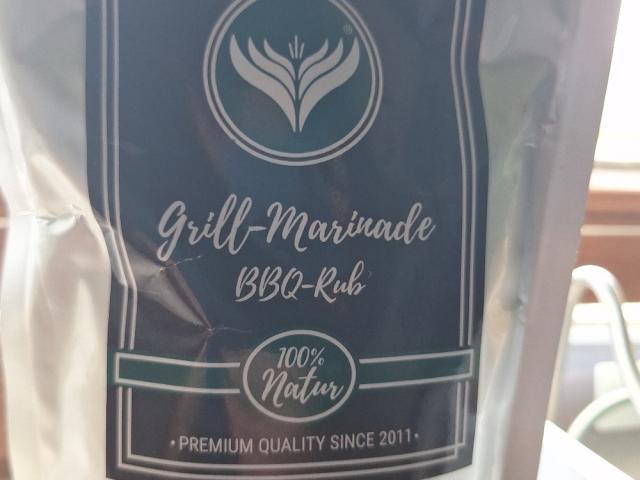 ®
Grill-Marinade
BBQ-Rub
100%
Natur
·PREMIUM QUALITY SINCE 2011·